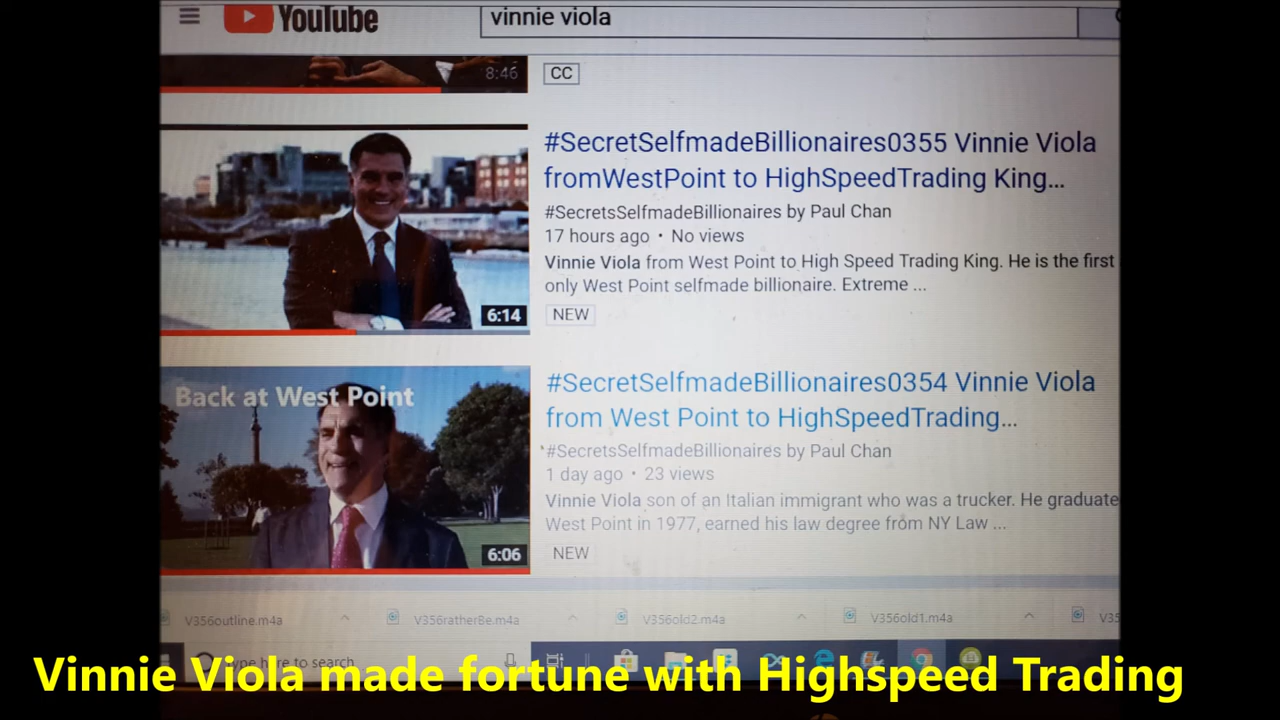 YouTube
vinnie viola
8:46
CC
#SecretSelfmadeBillionaires0355 Vinnie Viola
fromWestPoint to HighSpeedTrading King...
#SecretsSelfmadeBillionaires by Paul Chan
17 hours ago • No views
Vinnie Viola from West Point to High Speed Trading King. He is the first
only West Point selfmade billionaire. Extreme ...
6:14
NEW
Back at West Point
#SecretSelfmadeBillionaires0354 Vinnie Viola
from West Point to HighSpeedTrading...
#SecretsSelfmadeBillionaires by Paul Chan
1 day ago • 23 views
Vinnie Viola son of an Italian immigrant who was a trucker. He graduate
West Point in 1977, earned his law degree from NY Law ...
6:06
NEW
V356outline.m4a
V356ratherBe.m4a
V356old2.m4a
V356old1.m4a
V35
Type here to search
Vinnie Viola made fortune with Highspeed Trading